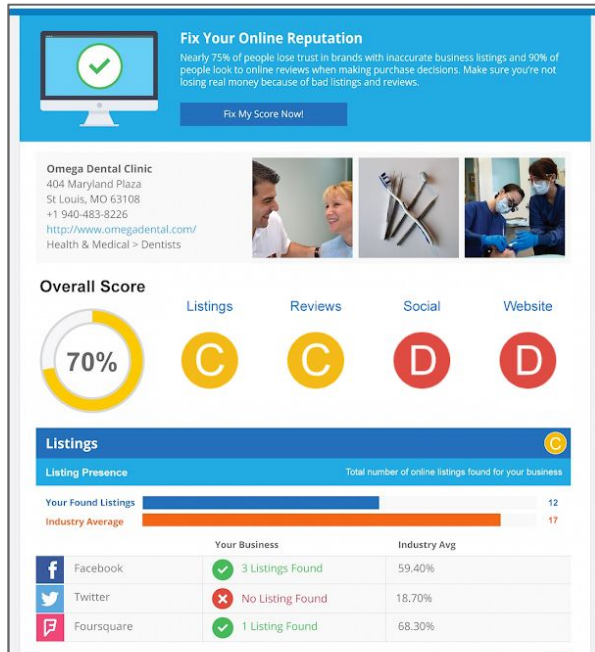 Fix Your Online Reputation
Nearly 75% of people lose trust in brands with inaccurate business listings and 90% of
people look to online reviews when making purchase decisions. Make sure you're not
losing real money because of bad listings and reviews.
Fix My Score Now!
Omega Dental Clinic
404 Maryland Plaza
St Louis, MO 63108
+1 940-483-8226
http://www.omegadental.com/
Health & Medical > Dentists
Overall Score
70%
Listings Reviews Social Website
C C D D
Listings C
Listing Presence Total number of online listings found for your business
Your Found Listings 12
Industry Average 17
Your Business Industry Avg
Facebook 3 Listings Found 59.40%
Twitter No Listing Found 18.70%
Foursquare 1 Listing Found 68.30%